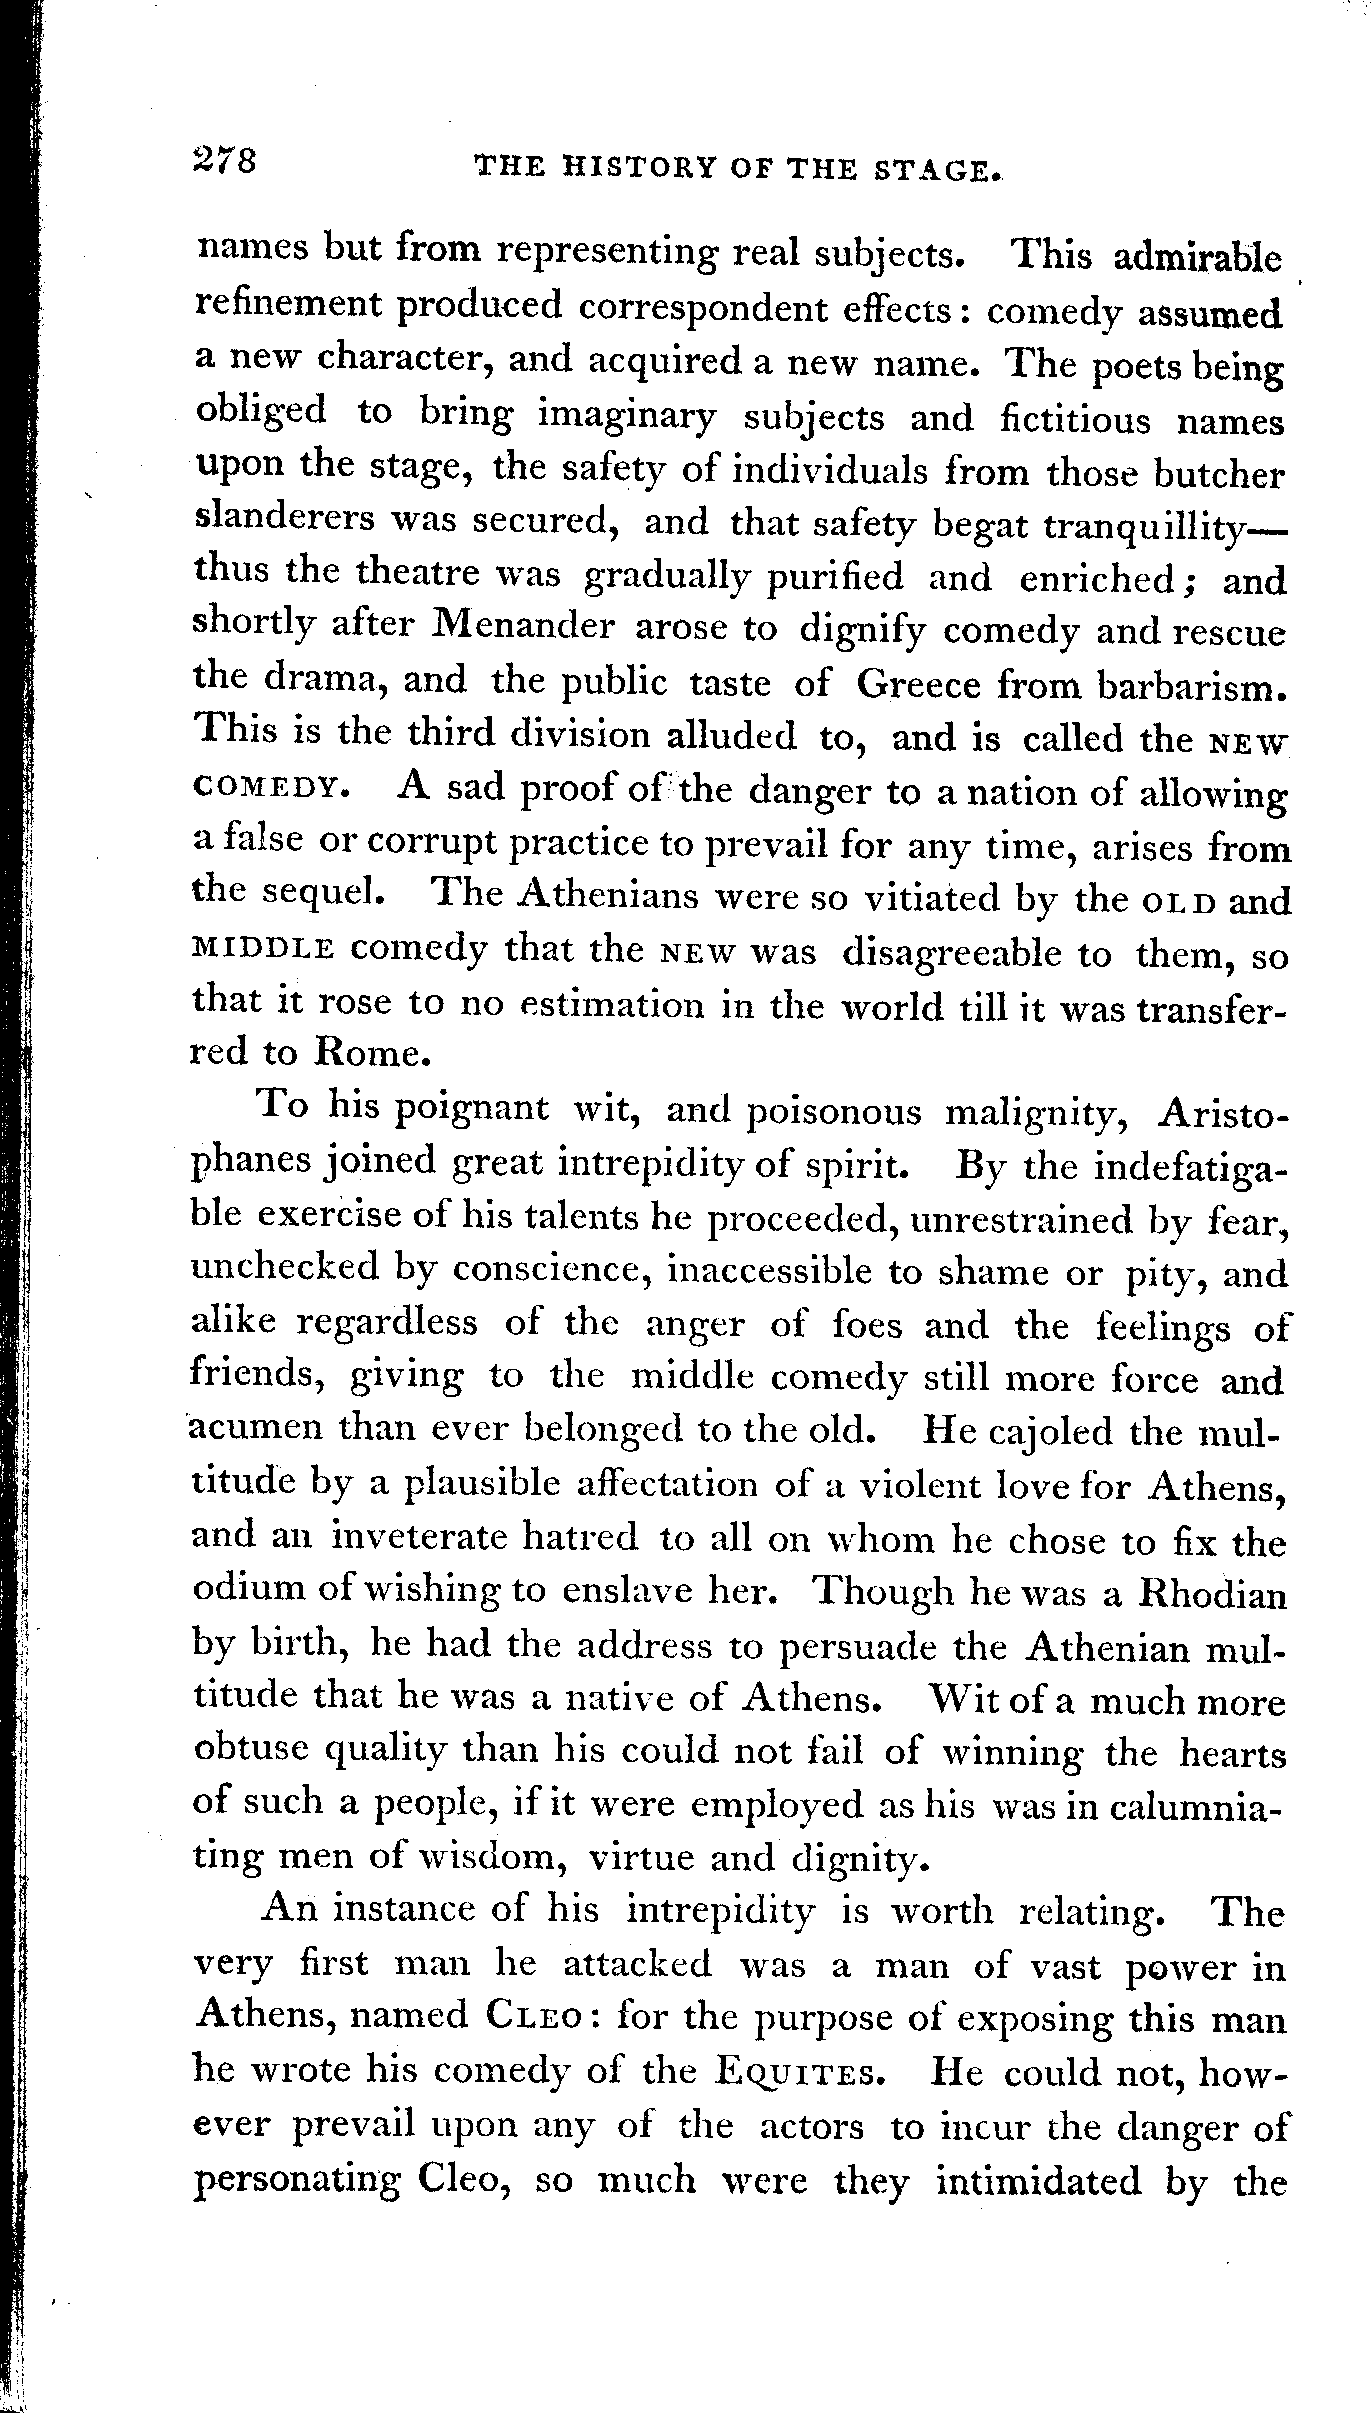 278 THE HISTORY OF THE STAGE.
names but from representing real subjects. This admirable
refinement produced correspondent effects: comedy assumed
a new character, and acquired a new name. The poets being
obliged to bring imaginary subjects and fictitious names
upon the stage, the safety of individuals from those butcher
slanderers was secured, and that safety begat tranquillity—
thus the theatre was gradually purified and enriched; and
shortly after Menander arose to dignify comedy and rescue
the drama, and the public taste of Greece from barbarism.
This is the third division alluded to, and is called the NEW
COMEDY. A sad proof of the danger to a nation of allowing
a false or corrupt practice to prevail for any time, arises from
the sequel. The Athenians were so vitiated by the OLD and
MIDDLE comedy that the NEW was disagreeable to them, so
that it rose to no estimation in the world till it was transfer-
red to Rome.
To his poignant wit, and poisonous malignity, Aristo-
phanes joined great intrepidity of spirit. By the indefatiga-
ble exercise of his talents he proceeded, unrestrained by fear,
unchecked by conscience, inaccessible to shame or pity, and
alike regardless of the anger of foes and the feelings of
friends, giving to the middle comedy still more force and
acumen than ever belonged to the old. He cajoled the mul-
titude by a plausible affectation of a violent love for Athens,
and an inveterate hatred to all on whom he chose to fix the
odium of wishing to enslave her. Though he was a Rhodian
by birth, he had the address to persuade the Athenian mul-
titude that he was a native of Athens. Wit of a much more
obtuse quality than his could not fail of winning the hearts
of such a people, if it were employed as his was in calumnia-
ting men of wisdom, virtue and dignity.
An instance of his intrepidity is worth relating. The
very first man he attacked was a man of vast power in
Athens, named CLEO: for the purpose of exposing this man
he wrote his comedy of the EQUITES. He could not, how-
ever prevail upon any of the actors to incur the danger of
personating Cleo, so much were they intimidated by the